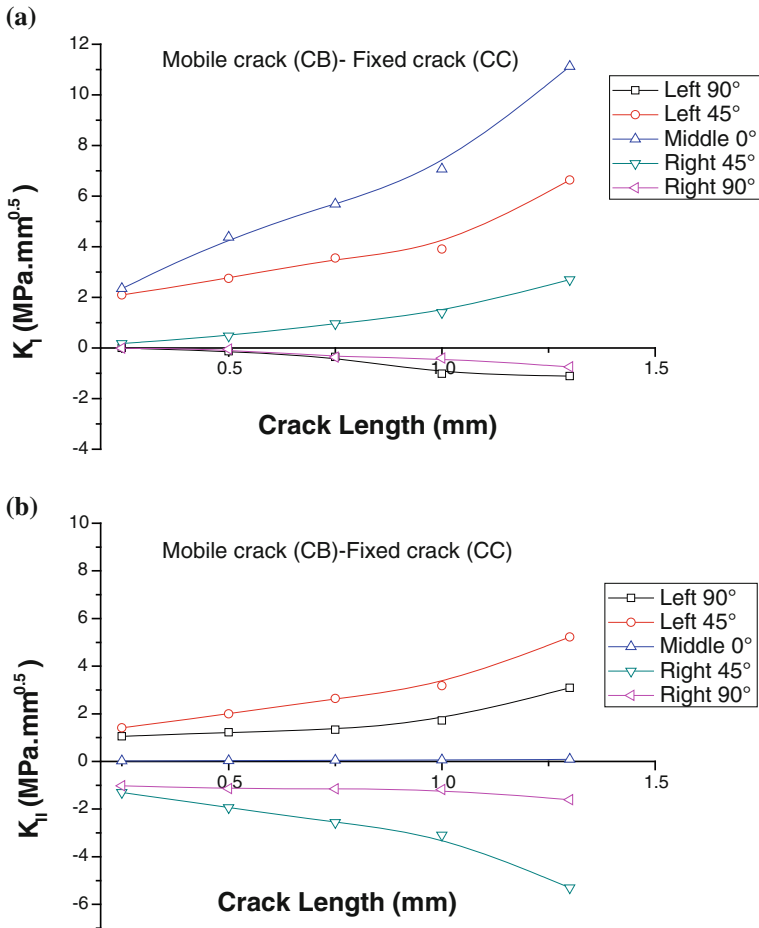 (a)
12
10
8
6
4
2
0
-2
-4
K_I (MPa.mm^0.5)
Mobile crack (CB)- Fixed crack (CC)
Left 90°
Left 45°
Middle 0°
Right 45°
Right 90°
0.5
1.0
1.5
Crack Length (mm)
(b)
10
8
6
4
2
0
-2
-4
-6
K_II (MPa.mm^0.5)
Mobile crack (CB)-Fixed crack (CC)
Left 90°
Left 45°
Middle 0°
Right 45°
Right 90°
0.5
1.0
1.5
Crack Length (mm)